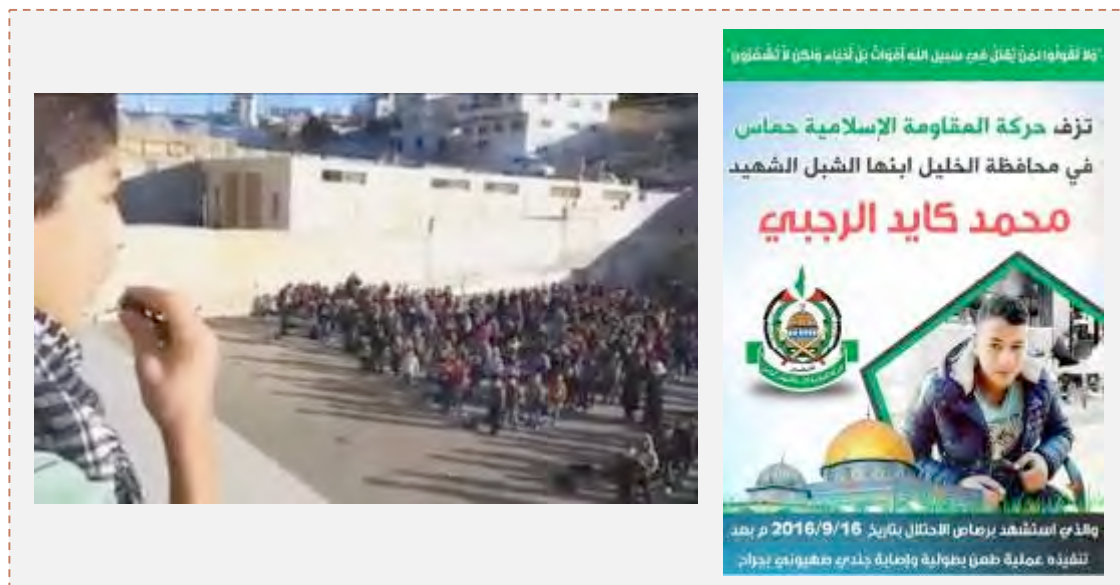 "ولا تقولوا لمن يُقتل في سبيل الله أمواتٌ بل أحياء ولكن لا تشعرون"
تزف حركة المقاومة الإسلامية حماس
في محافظة الخليل ابنها الشبل الشهيد
محمد كايد الرجبي
والذي استشهد برصاص الاحتلال بتاريخ 2016/9/16 م بعد
تنفيذه عملية طعن بطولية وإصابة جندي صهيوني بجراح